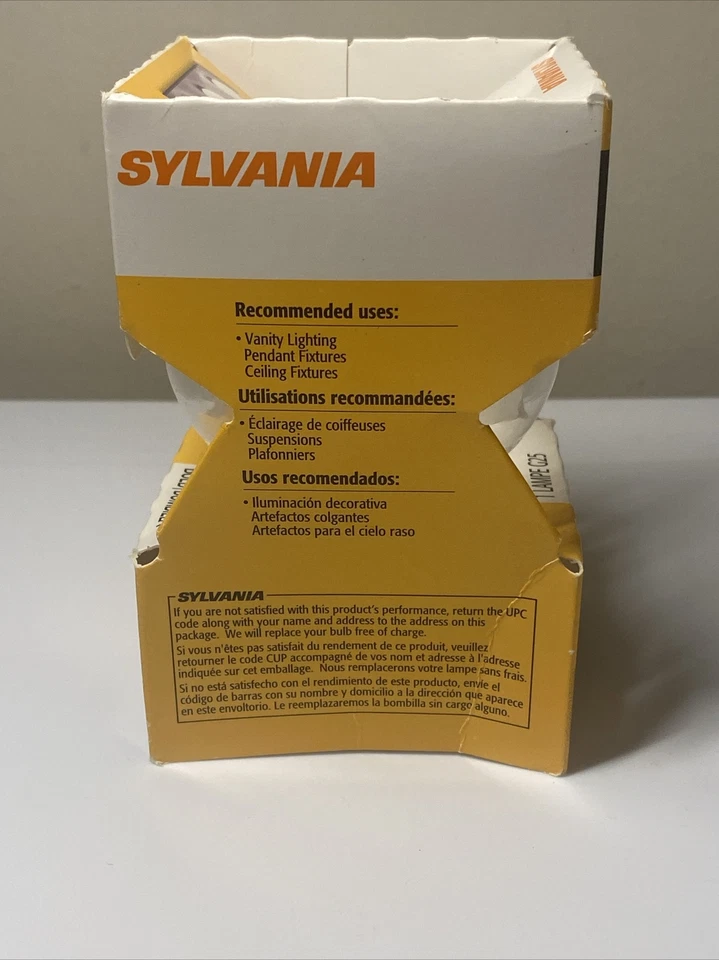 SYLVANIA
SYLVANIA
Recommended uses:
• Vanity Lighting
Pendant Fixtures
Ceiling Fixtures
Utilisations recommandées:
• Éclairage de coiffeuses
Suspensions
Plafonniers
Usos recomendados:
• Iluminación decorativa
Artefactos colgantes
Artefactos para el cielo raso
LAMPE G25
SYLVANIA
If you are not satisfied with this product's performance, return the UPC
code along with your name and address to the address on this
package. We will replace your bulb free of charge.
Si vous n'êtes pas satisfait du rendement de ce produit, veuillez
retourner le code CUP accompagné de vos nom et adresse à l'adresse
indiquée sur cet emballage. Nous remplacerons votre lampe sans frais.
Si no está satisfecho con el rendimiento de este producto, envíe el
código de barras con su nombre y domicilio a la dirección que aparece
en este envoltorio. Le reemplazaremos la bombilla sin cargo alguno.